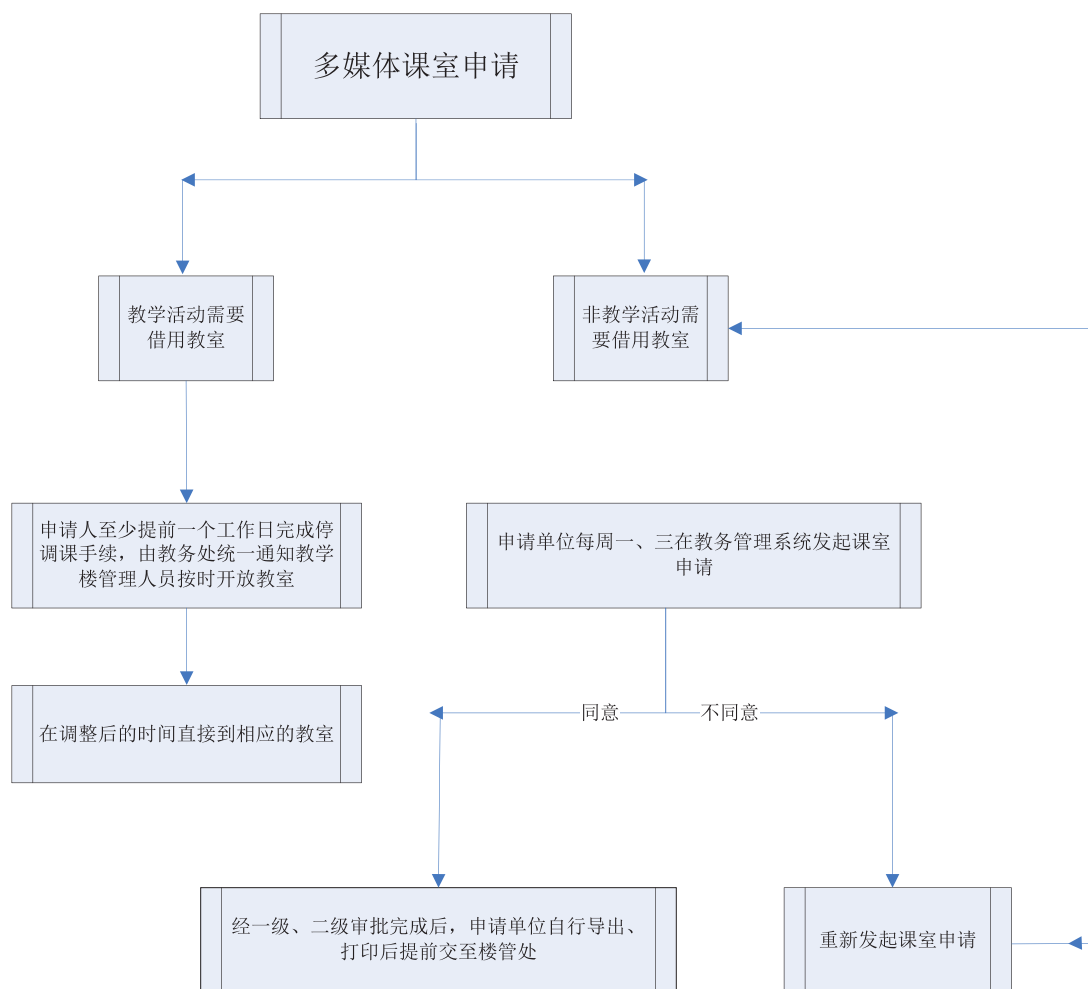 多媒体课室申请
教学活动需要
借用教室
非教学活动需
要借用教室
申请人至少提前一个工作日完成停
调课手续，由教务处统一通知教学
楼管理人员按时开放教室
申请单位每周一、三在教务管理系统发起课室
申请
在调整后的时间直接到相应的教室
同意
不同意
经一级、二级审批完成后，申请单位自行导出、
打印后提前交至楼管处
重新发起课室申请